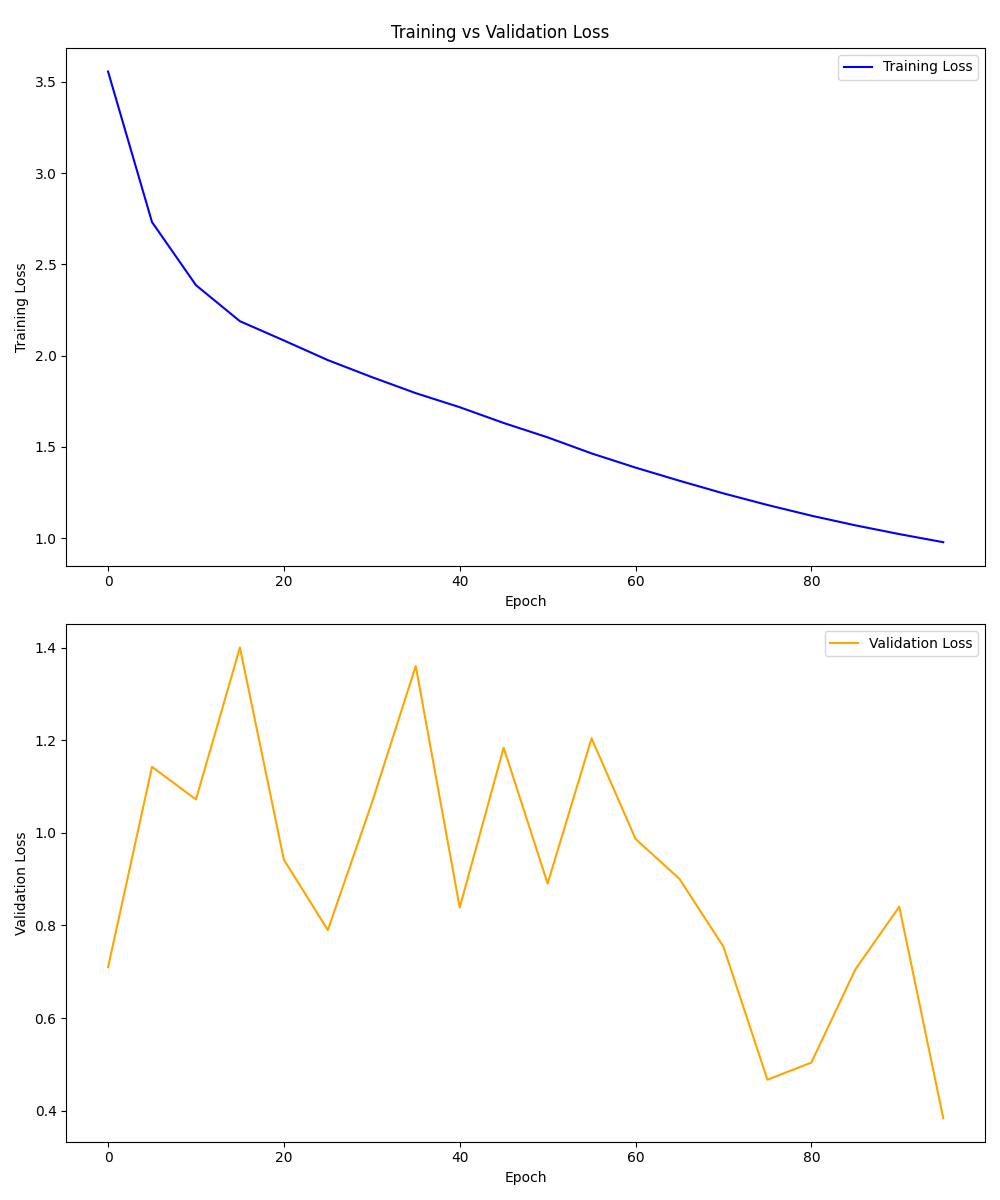 Training vs Validation Loss
Training Loss
3.5
3.0
2.5
2.0
1.5
1.0
Training Loss
0 20 40 60 80
Epoch
Validation Loss
1.4
1.2
1.0
0.8
0.6
0.4
Validation Loss
0 20 40 60 80
Epoch